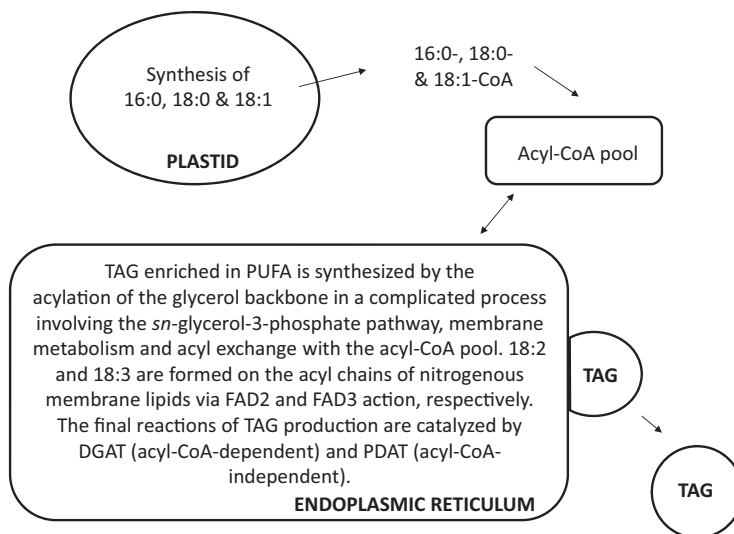 Synthesis of
16:0, 18:0 & 18:1
PLASTID
16:0-, 18:0-
& 18:1-CoA
Acyl-CoA pool
TAG enriched in PUFA is synthesized by the
acylation of the glycerol backbone in a complicated process
involving the sn-glycerol-3-phosphate pathway, membrane
metabolism and acyl exchange with the acyl-CoA pool. 18:2
and 18:3 are formed on the acyl chains of nitrogenous
membrane lipids via FAD2 and FAD3 action, respectively.
The final reactions of TAG production are catalyzed by
DGAT (acyl-CoA-dependent) and PDAT (acyl-CoA-
independent).
ENDOPLASMIC RETICULUM
TAG
TAG